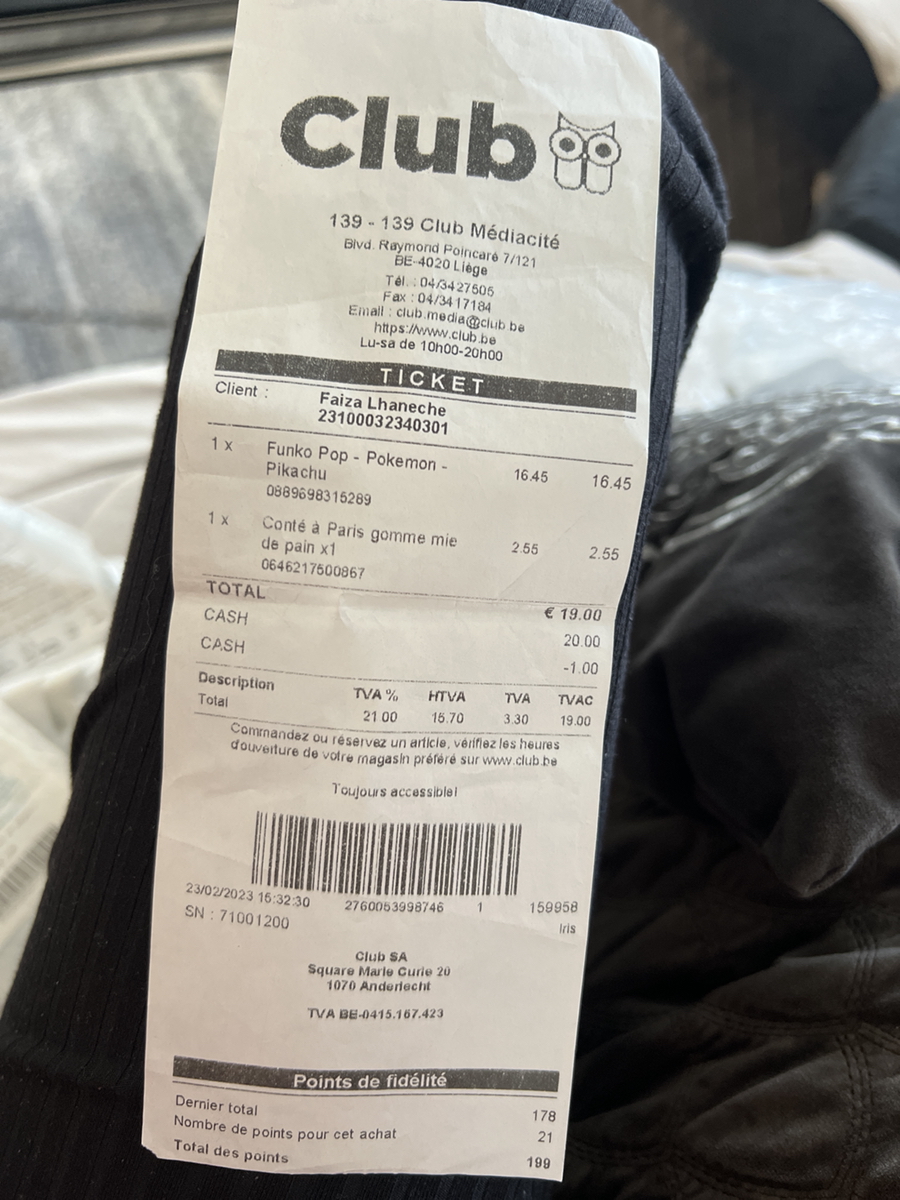 Club
139 - 139 Club Médiacité
Blvd. Raymond Poincaré 7/121
BE-4020 Liège
Tél. : 04/3427605
Fax : 04/3417184
Email : club.media@club.be
https://www.club.be
Lu-sa de 10h00-20h00
TICKET
Client : Faiza Lhaneche
23100032340301
1 x Funko Pop - Pokemon - 16.45 16.45
Pikachu
0889698315289
1 x Conté à Paris gomme mie 2.55 2.55
de pain x1
0646217500867
TOTAL € 19.00
CASH 20.00
CASH -1.00
Description TVA % HTVA TVA TVAC
Total 21.00 15.70 3.30 19.00
Commandez ou réservez un article, vérifiez les heures
d'ouverture de votre magasin préféré sur www.club.be
Toujours accessible!
23/02/2023 15:32:30 2760053998746 1 159958
SN : 71001200 Iris
Club SA
Square Marie Curie 20
1070 Anderlecht
TVA BE-0415.167.423
Points de fidélité
Dernier total 178
Nombre de points pour cet achat 21
Total des points 199